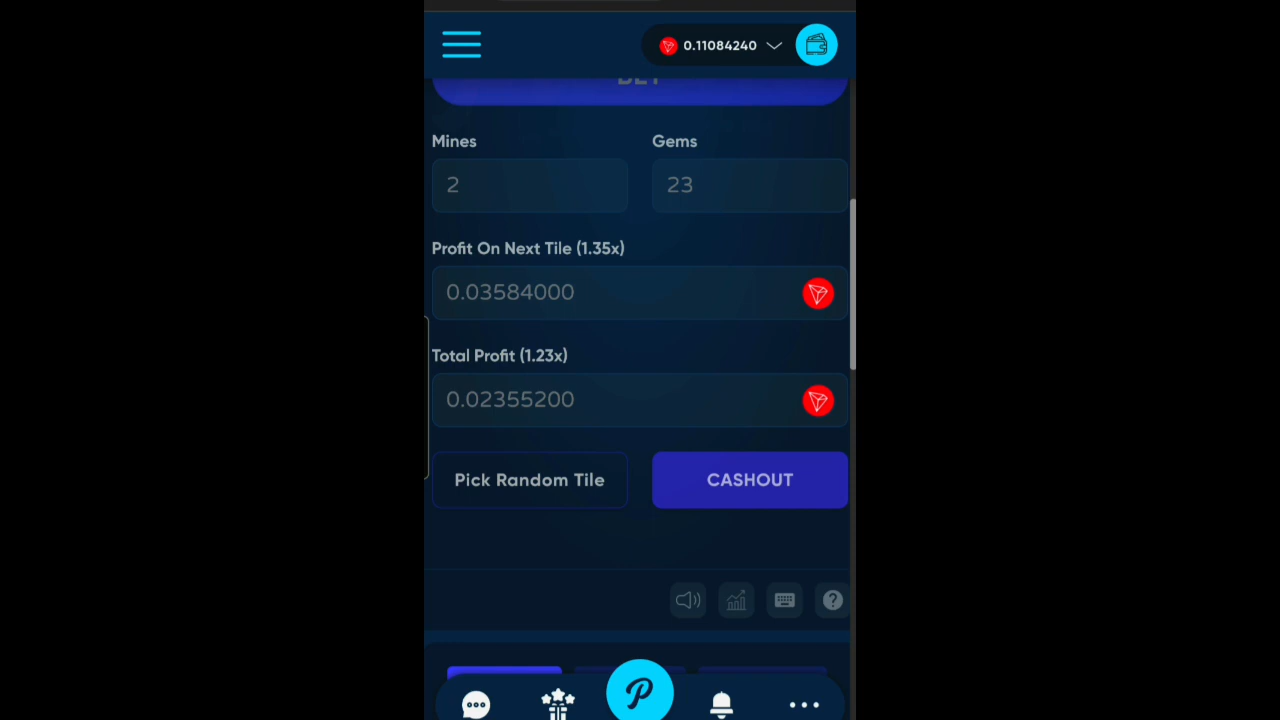 0.11084240
BET
Mines
Gems
2
23
Profit On Next Tile (1.35x)
0.03584000
Total Profit (1.23x)
0.02355200
Pick Random Tile
CASHOUT